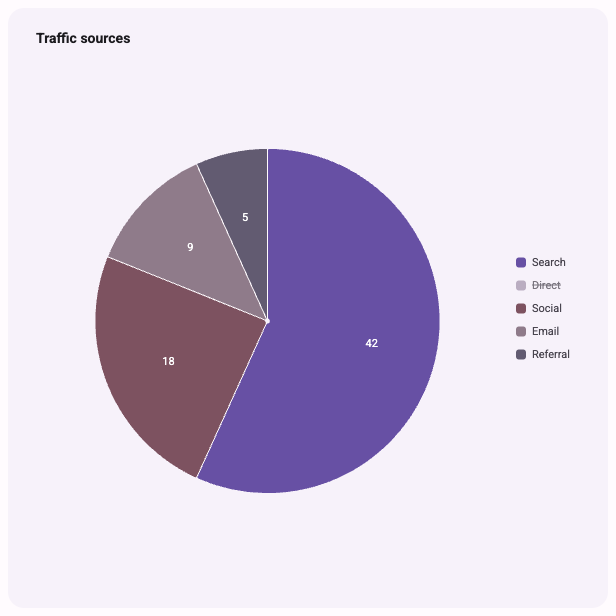 Traffic sources
5
9
42
18
Search
Direct
Social
Email
Referral